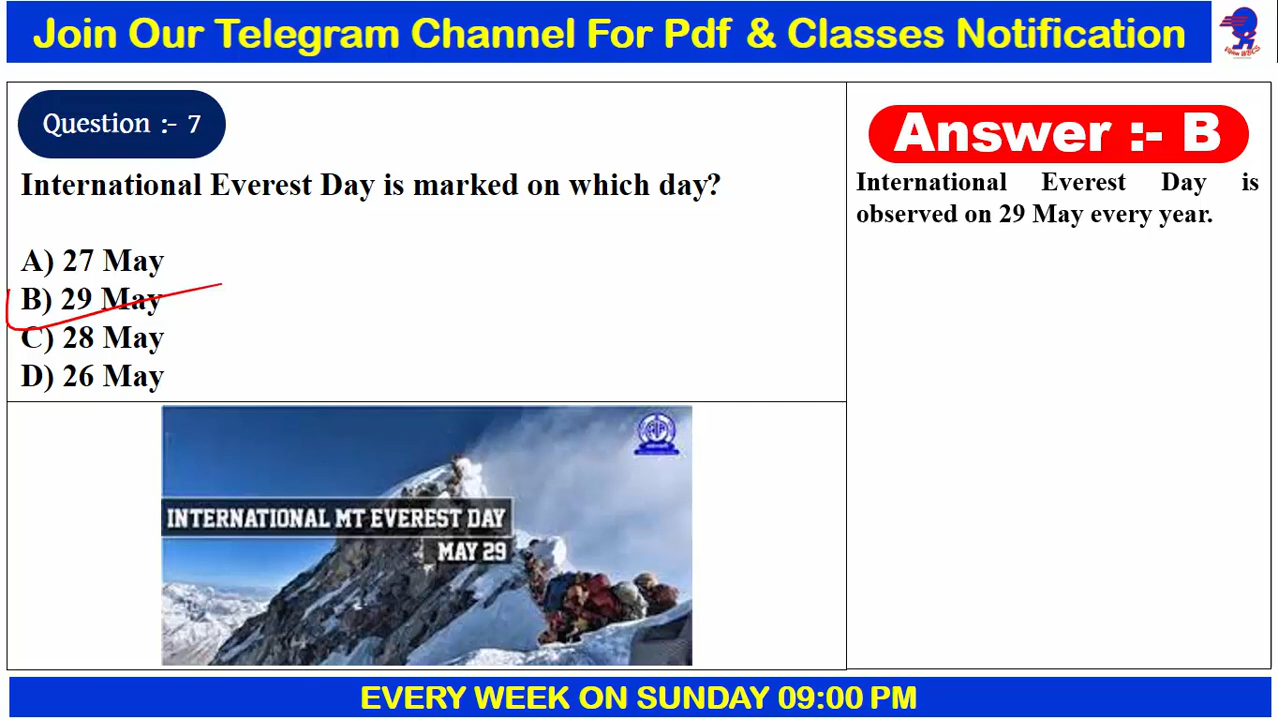 Join Our Telegram Channel For Pdf & Classes Notification
Question :- 7
International Everest Day is marked on which day?
A) 27 May
B) 29 May
C) 28 May
D) 26 May
INTERNATIONAL MT EVEREST DAY
MAY 29
Answer :- B
International Everest Day is
observed on 29 May every year.
EVERY WEEK ON SUNDAY 09:00 PM